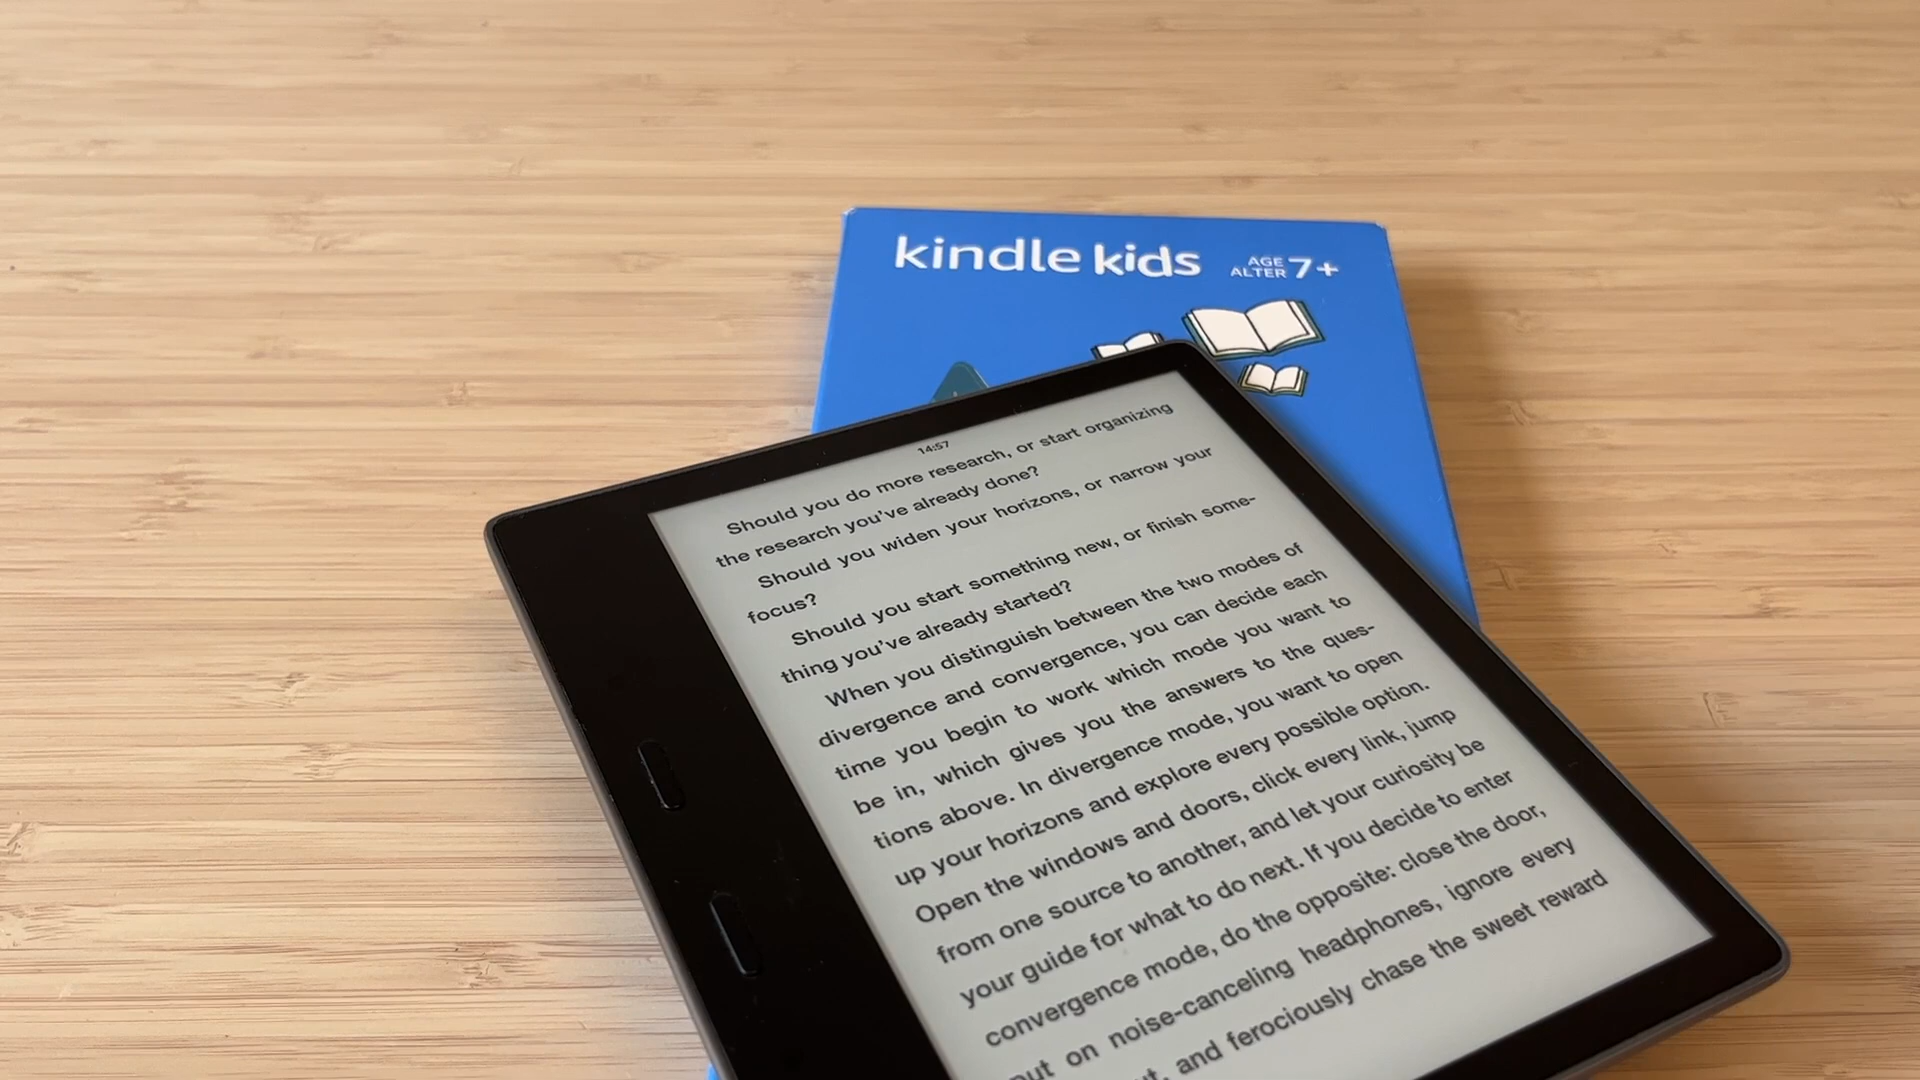 kindle kids AGE ALTER 7+
14:57
Should you do more research, or start organizing
the research you've already done?
Should you widen your horizons, or narrow your
focus?
Should you start something new, or finish some-
thing you've already started?
When you distinguish between the two modes of
divergence and convergence, you can decide each
time you begin to work which mode you want to
be in, which gives you the answers to the ques-
tions above. In divergence mode, you want to open
up your horizons and explore every possible option.
Open the windows and doors, click every link, jump
from one source to another, and let your curiosity be
your guide for what to do next. If you decide to enter
convergence mode, do the opposite: close the door,
on noise-canceling headphones, ignore every
and ferociously chase the sweet reward